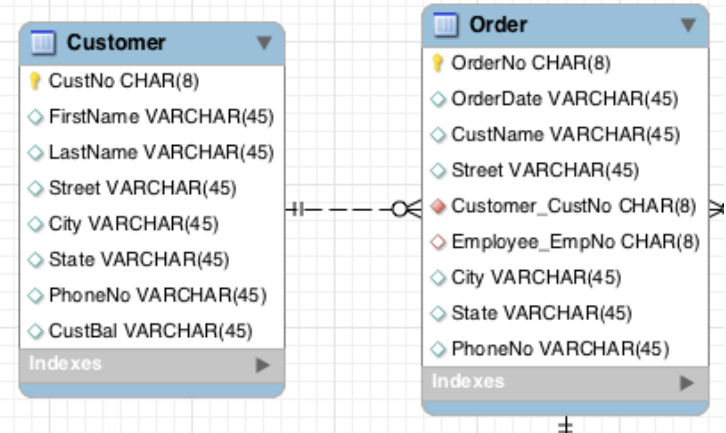 Customer
CustNo CHAR(8)
FirstName VARCHAR(45)
LastName VARCHAR(45)
Street VARCHAR(45)
City VARCHAR(45)
State VARCHAR(45)
PhoneNo VARCHAR(45)
CustBal VARCHAR(45)
Indexes
Order
OrderNo CHAR(8)
OrderDate VARCHAR(45)
CustName VARCHAR(45)
Street VARCHAR(45)
Customer_CustNo CHAR(8)
Employee_EmpNo CHAR(8)
City VARCHAR(45)
State VARCHAR(45)
PhoneNo VARCHAR(45)
Indexes